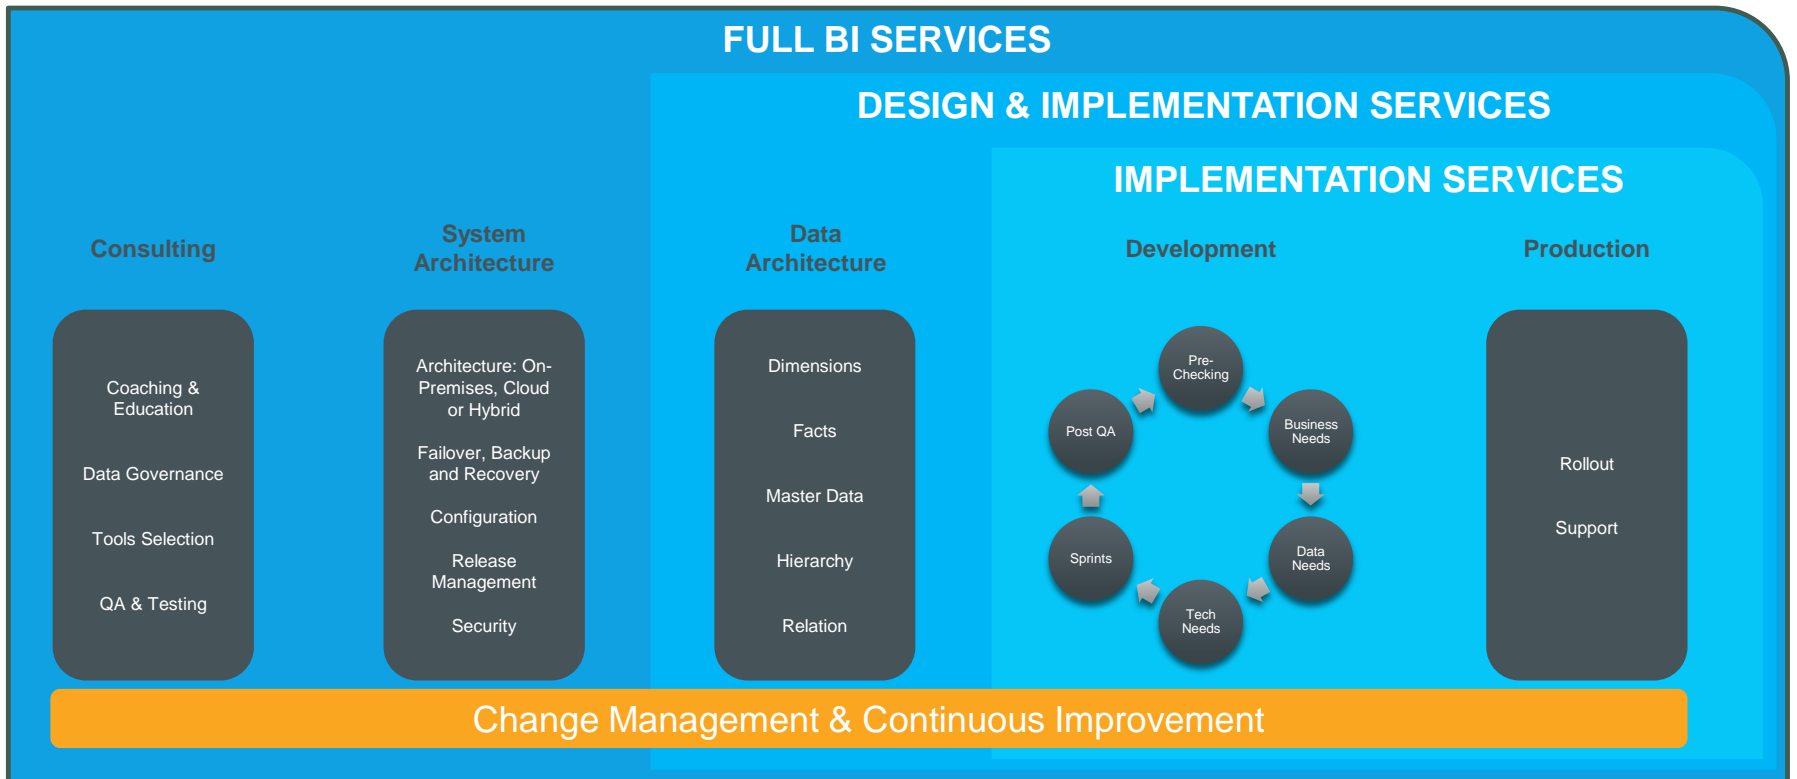 FULL BI SERVICES
DESIGN & IMPLEMENTATION SERVICES
IMPLEMENTATION SERVICES
Consulting
System
Architecture
Data
Architecture
Development
Production
Coaching &
Education
Data Governance
Tools Selection
QA & Testing
Architecture: On-
Premises, Cloud
or Hybrid
Failover, Backup
and Recovery
Configuration
Release
Management
Security
Dimensions
Facts
Master Data
Hierarchy
Relation
Pre-
Checking
Business
Needs
Data
Needs
Tech
Needs
Sprints
Post QA
Rollout
Support
Change Management & Continuous Improvement